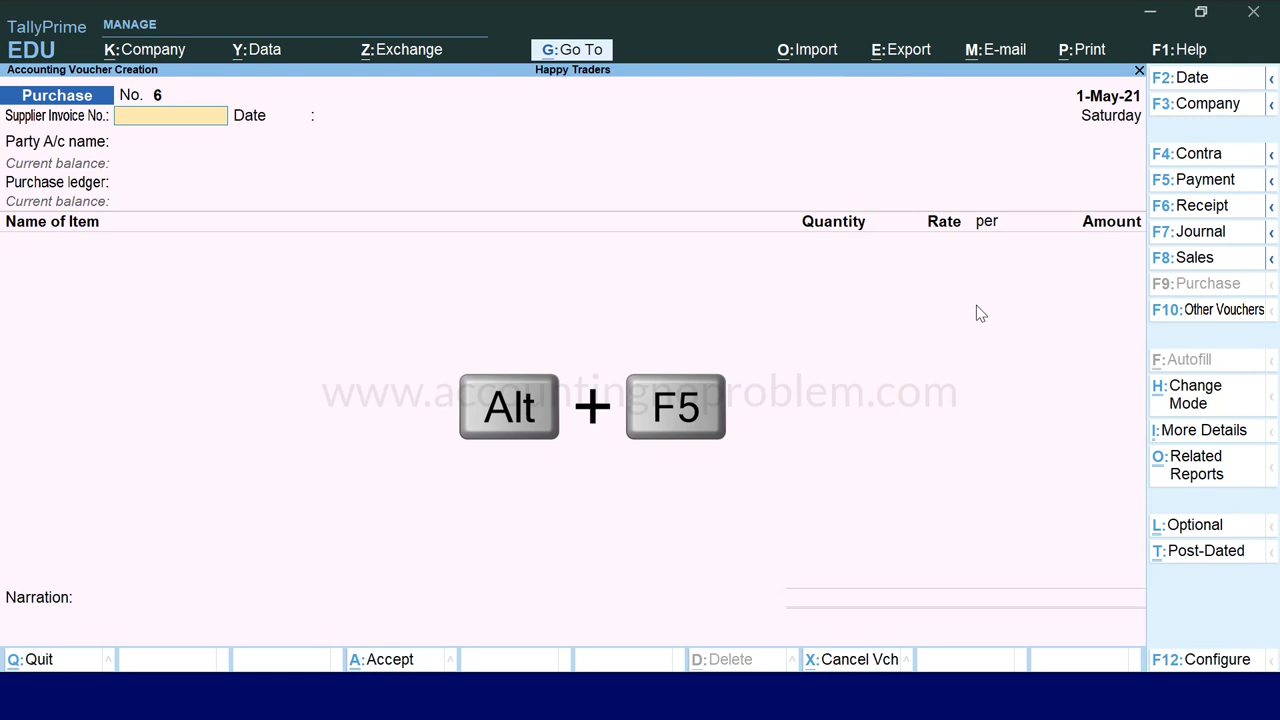 TallyPrime MANAGE
EDU K:Company Y:Data Z:Exchange G:Go To O:Import E:Export M:E-mail P:Print F1:Help
Accounting Voucher Creation Happy Traders
Purchase No. 6 1-May-21
Supplier Invoice No.: Date : Saturday
Party A/c name:
Current balance:
Purchase ledger:
Current balance:
Name of Item Quantity Rate per Amount
www.accountingnoproblem.com
Alt + F5
Narration:
Q:Quit A:Accept D:Delete X:Cancel Vch
F2:Date
F3:Company
F4:Contra
F5:Payment
F6:Receipt
F7:Journal
F8:Sales
F9:Purchase
F10:Other Vouchers
F:Autofill
H:Change
Mode
I:More Details
O:Related
Reports
L:Optional
T:Post-Dated
F12:Configure